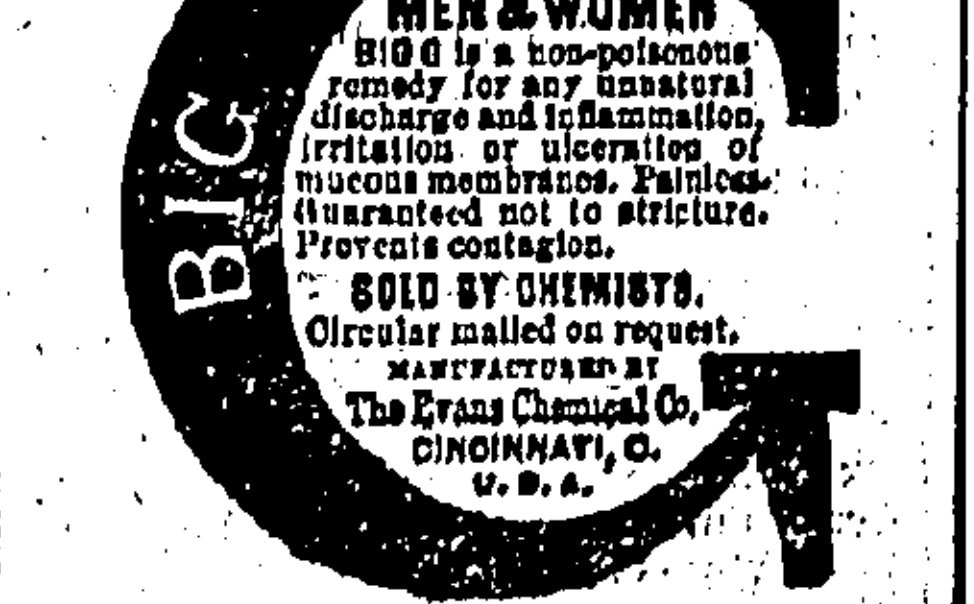 MEN & WOMEN
BIG G is a non-poisonous
remedy for any unnatural
discharge and inflammation,
irritation or ulceration of
mucous membranes. Painless.
Guaranteed not to stricture.
Prevents contagion.
SOLD BY CHEMISTS.
Circular mailed on request.
MANUFACTURED BY
The Evans Chemical Co.
CINCINNATI, O.
U. S. A.
BIG